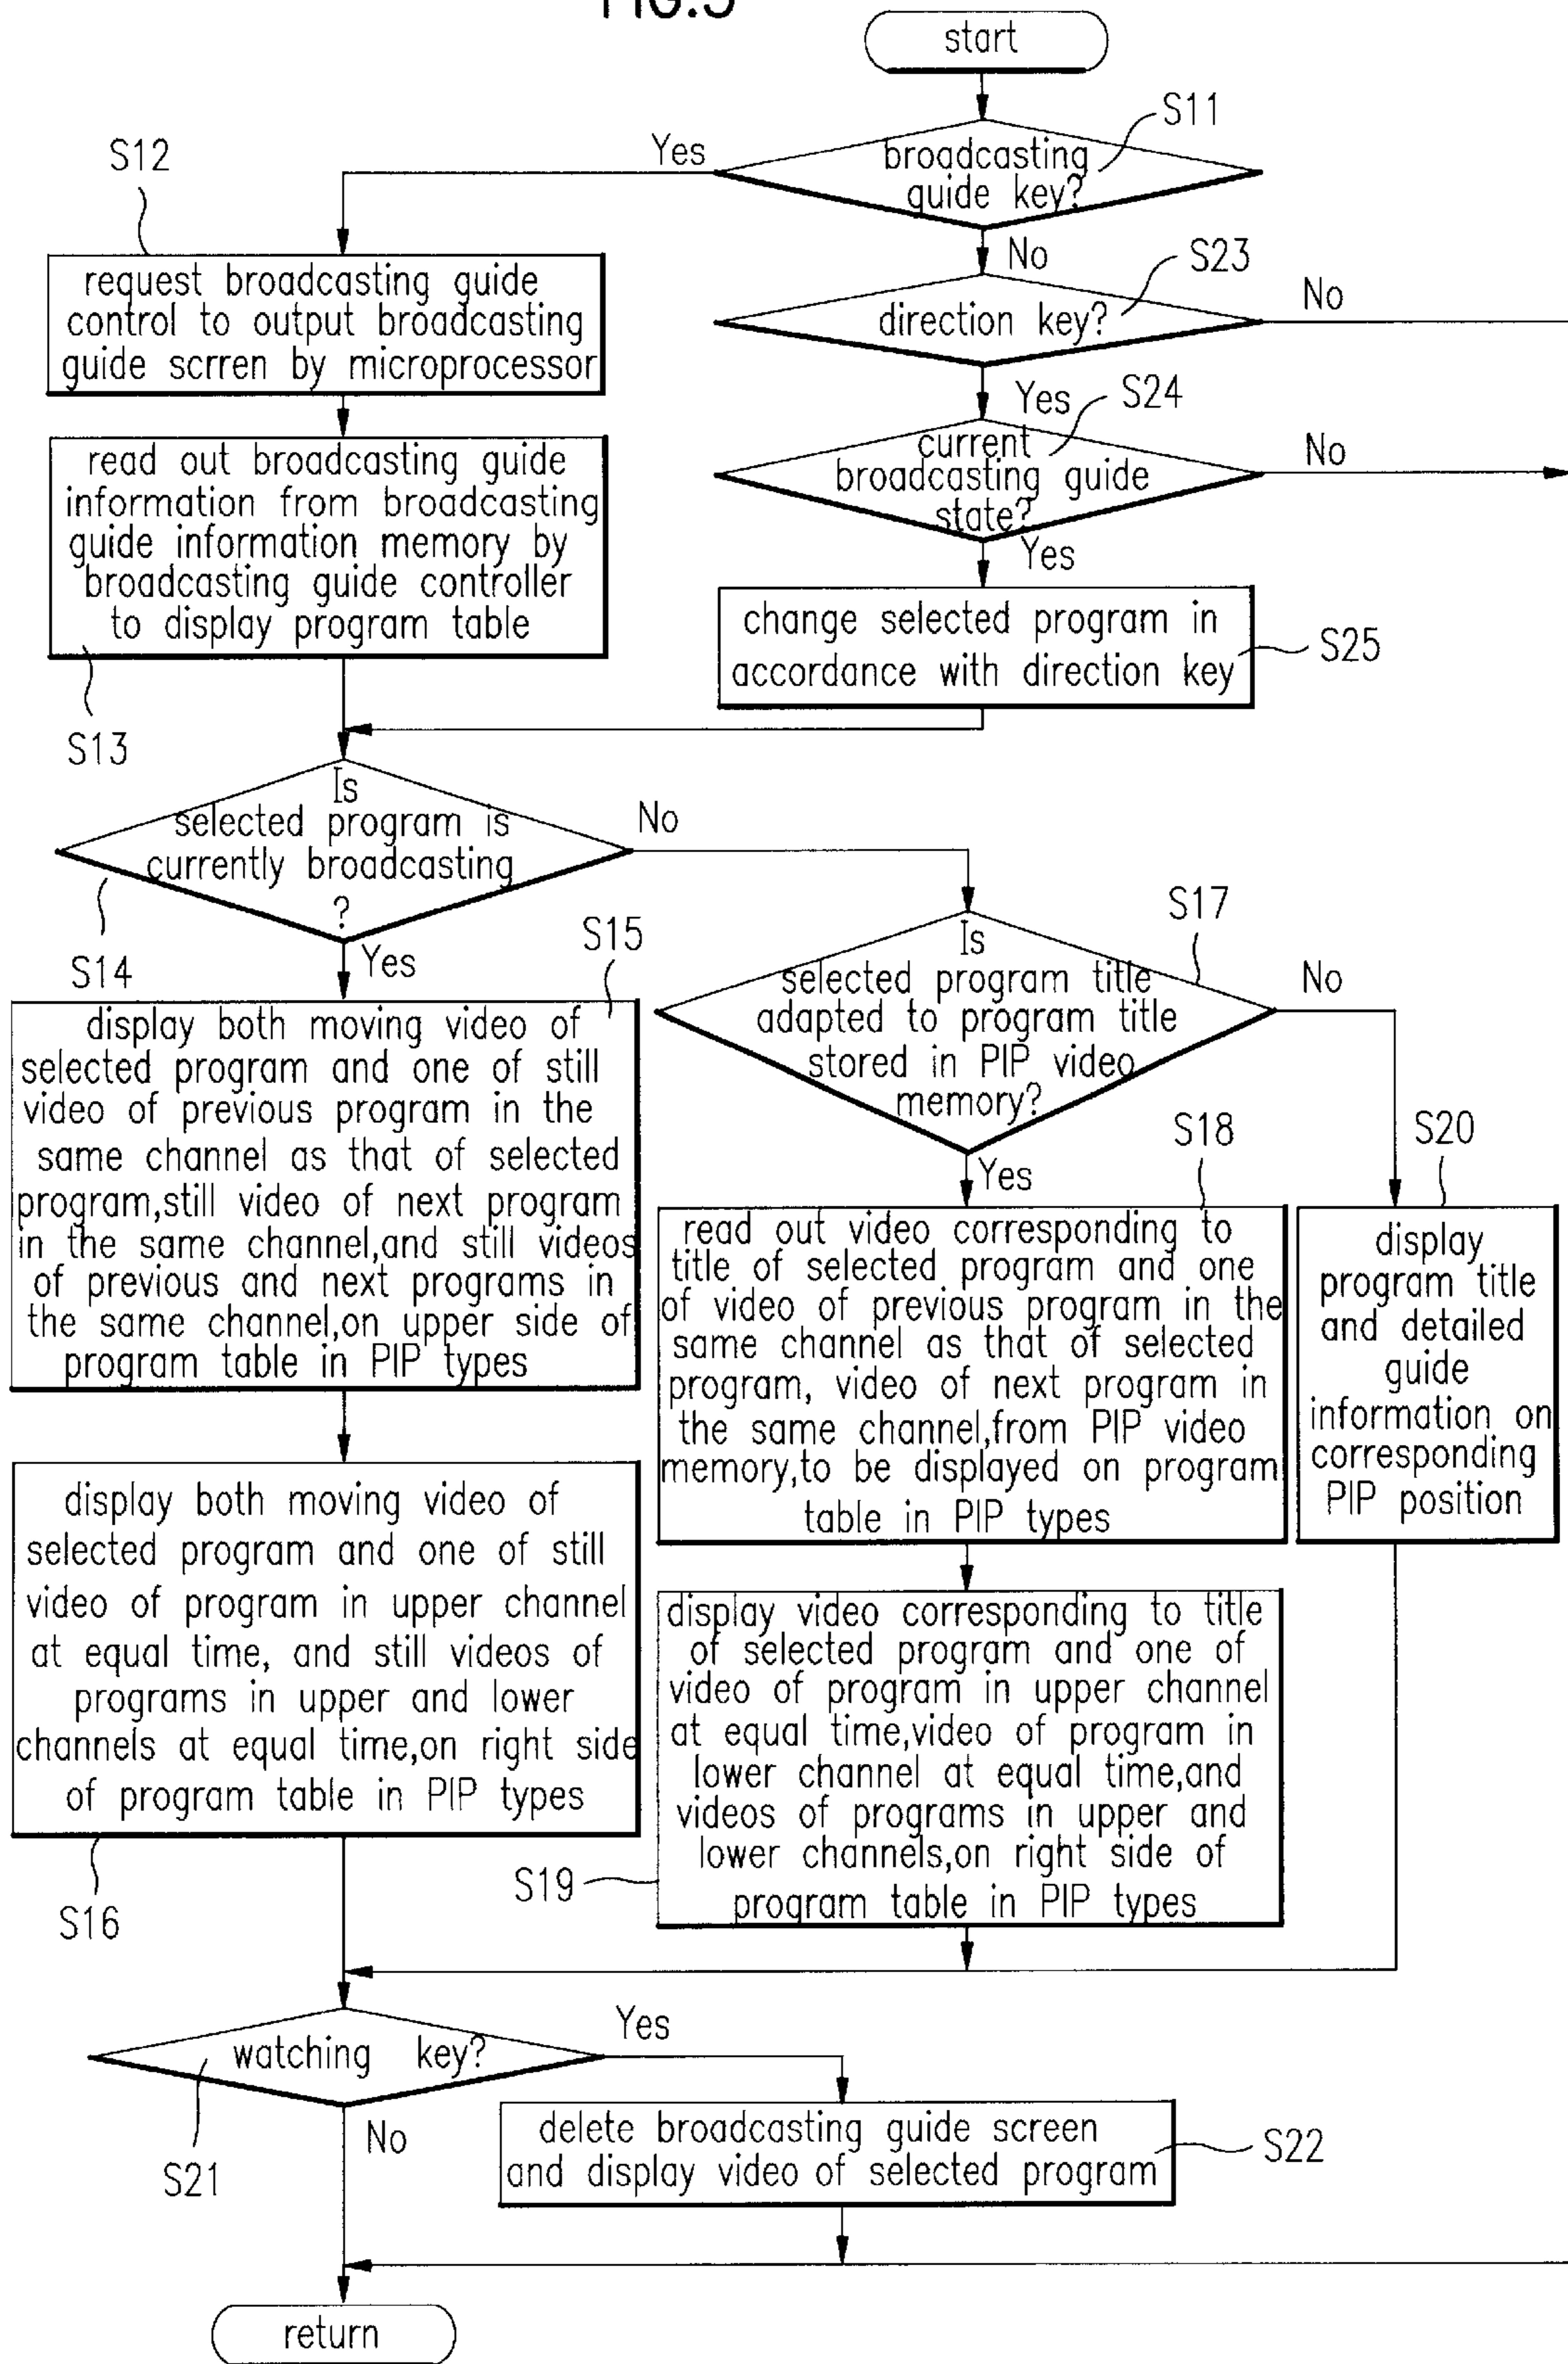 FIG.5
start
S11
broadcasting
guide key?
Yes
No
S12
request broadcasting guide
control to output broadcasting
guide scrren by microprocessor
S23
direction key?
No
Yes
S24
current
broadcasting guide
state?
No
Yes
read out broadcasting guide
information from broadcasting
guide information memory by
broadcasting guide controller
to display program table
S13
change selected program in
accordance with direction key
S25
Is
selected program is
currently broadcasting
?
No
S14
Yes
S15
display both moving video of
selected program and one of still
video of previous program in the
same channel as that of selected
program,still video of next program
in the same channel,and still videos
of previous and next programs in
the same channel,on upper side of
program table in PIP types
S17
Is
selected program title
adapted to program title
stored in PIP video
memory?
No
Yes
S18
read out video corresponding to
title of selected program and one
of video of previous program in the
same channel as that of selected
program, video of next program in
the same channel,from PIP video
memory,to be displayed on program
table in PIP types
S20
display
program title
and detailed
guide
information on
corresponding
PIP position
display both moving video of
selected program and one of still
video of program in upper channel
at equal time, and still videos of
programs in upper and lower
channels at equal time,on right side
of program table in PIP types
S16
display video corresponding to title
of selected program and one of
video of program in upper channel
at equal time,video of program in
lower channel at equal time,and
videos of programs in upper and
lower channels,on right side of
program table in PIP types
S19
watching key?
Yes
S21
No
delete broadcasting guide screen
and display video of selected program
S22
return